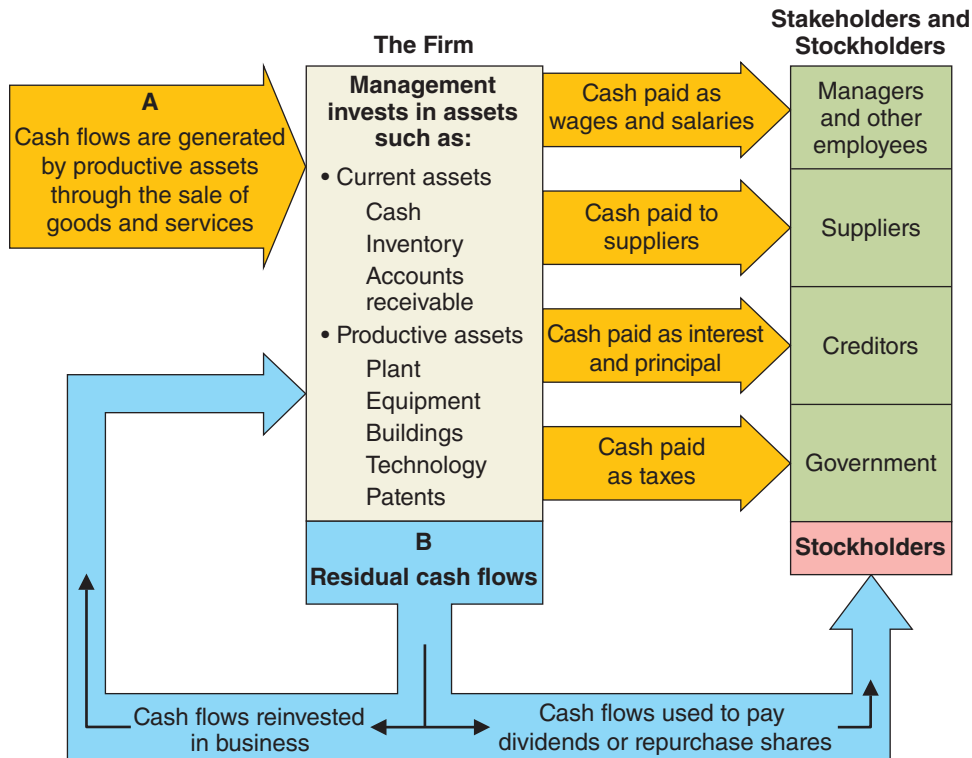 Stakeholders and
Stockholders
The Firm
A
Cash flows are generated
by productive assets
through the sale of
goods and services
Management
invests in assets
such as:
• Current assets
Cash
Inventory
Accounts
receivable
• Productive assets
Plant
Equipment
Buildings
Technology
Patents
B
Residual cash flows
Cash paid as
wages and salaries
Cash paid to
suppliers
Cash paid as interest
and principal
Cash paid
as taxes
Managers
and other
employees
Suppliers
Creditors
Government
Stockholders
Cash flows reinvested
in business
Cash flows used to pay
dividends or repurchase shares